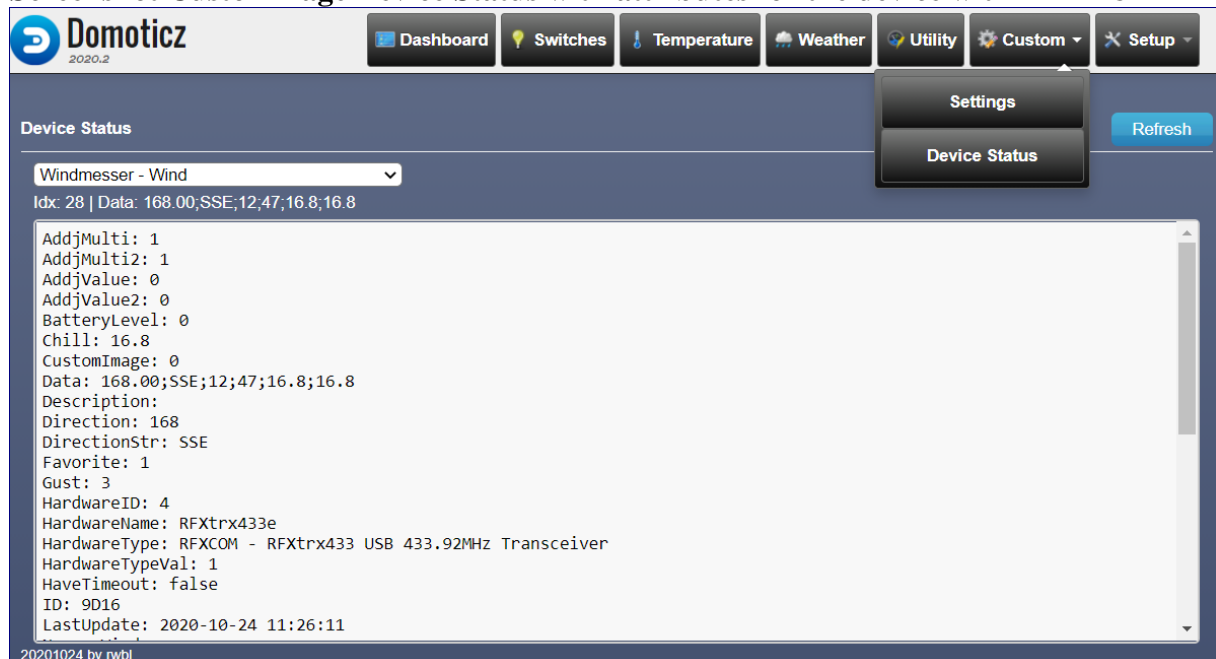 Domoticz
2020.2
Dashboard Switches Temperature Weather Utility Custom Setup
Settings
Device Status
Device Status
Refresh
Windmesser - Wind
Idx: 28 | Data: 168.00;SSE;12;47;16.8;16.8
AddjMulti: 1
AddjMulti2: 1
AddjValue: 0
AddjValue2: 0
BatteryLevel: 0
Chill: 16.8
CustomImage: 0
Data: 168.00;SSE;12;47;16.8;16.8
Description:
Direction: 168
DirectionStr: SSE
Favorite: 1
Gust: 3
HardwareID: 4
HardwareName: RFXtrx433e
HardwareType: RFXCOM - RFXtrx433 USB 433.92MHz Transceiver
HardwareTypeVal: 1
HaveTimeout: false
ID: 9D16
LastUpdate: 2020-10-24 11:26:11
20201024 by rwbl